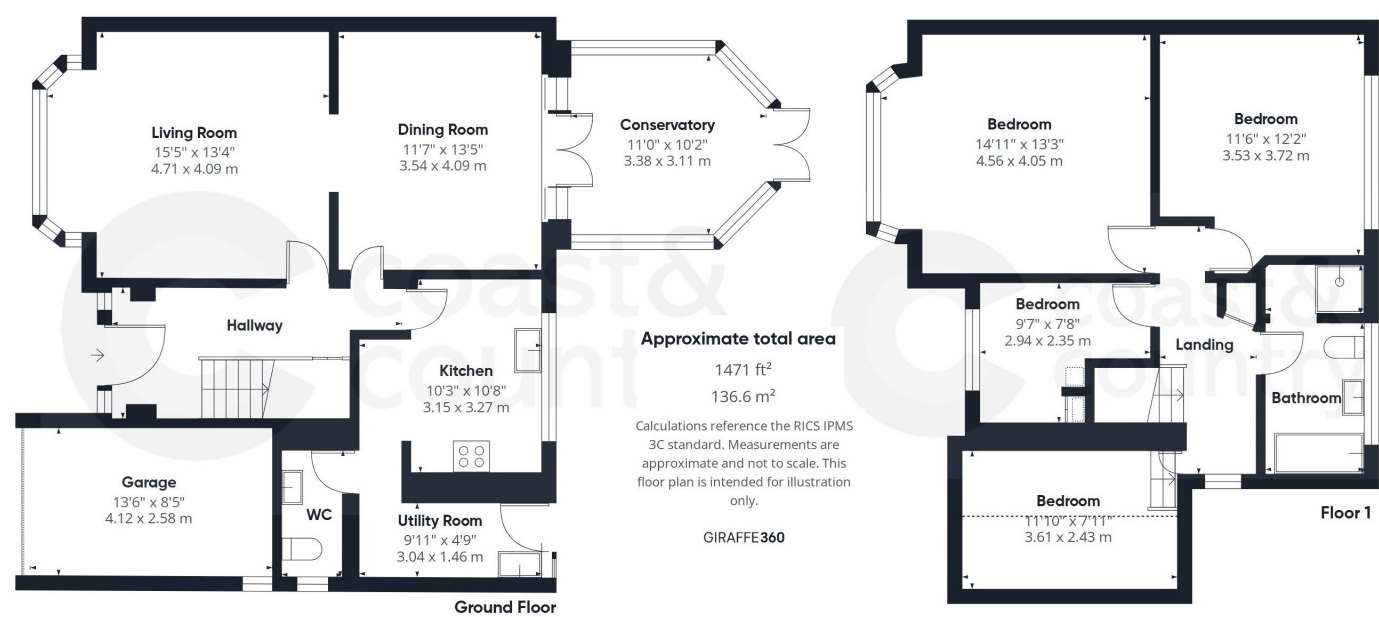 Living Room
15'5" x 13'4"
4.71 x 4.09 m
Dining Room
11'7" x 13'5"
3.54 x 4.09 m
Conservatory
11'0" x 10'2"
3.38 x 3.11 m
Hallway
Kitchen
10'3" x 10'8"
3.15 x 3.27 m
Garage
13'6" x 8'5"
4.12 x 2.58 m
WC
Utility Room
9'11" x 4'9"
3.04 x 1.46 m
Ground Floor
Approximate total area
1471 ft²
136.6 m²
Calculations reference the RICS IPMS
3C standard. Measurements are
approximate and not to scale. This
floor plan is intended for illustration
only.
GIRAFFE360
Bedroom
14'11" x 13'3"
4.56 x 4.05 m
Bedroom
11'6" x 12'2"
3.53 x 3.72 m
Bedroom
9'7" x 7'8"
2.94 x 2.35 m
Landing
Bathroom
Bedroom
11'10" x 7'11"
3.61 x 2.43 m
Floor 1
coast &
country
coast &
country